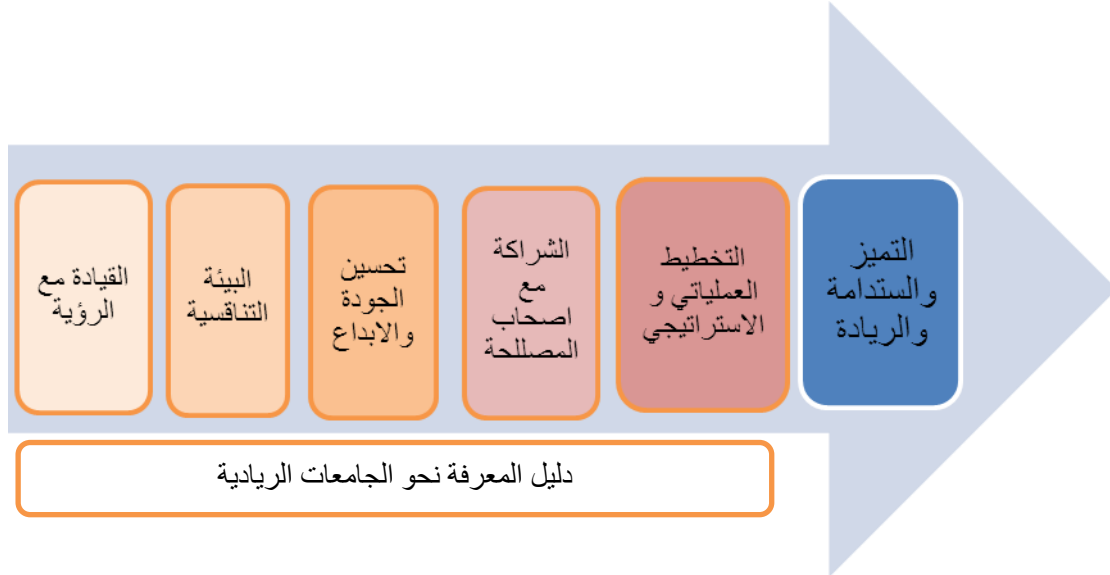 القيادة مع
الرؤية
البيئة
التناقسية
تحسين
الجودة
والابداع
الشراكة
مع
اصحاب
المصللحة
التخطيط
العملياتي و
الاستراتيجي
التميز
والستدامة
والريادة
دليل المعرفة نحو الجامعات الريادية